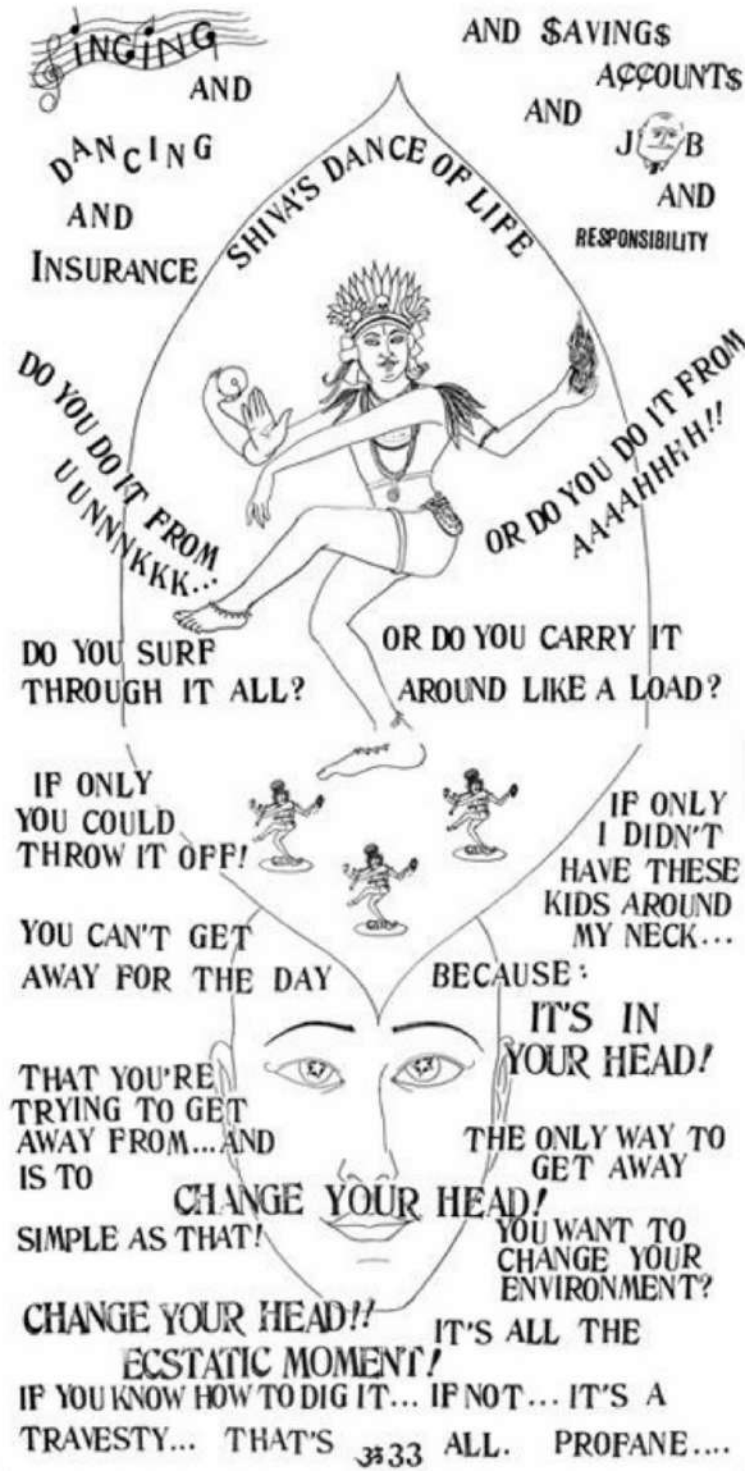 SINGING
AND
DANCING
AND
INSURANCE
AND $AVING$
A₵₵OUNT$
AND
JOB
AND
RESPONSIBILITY
SHIVA'S DANCE OF LIFE
DO YOU DO IT FROM
UUNNNKKK...
OR DO YOU DO IT FROM
AAAAHHHH!!
DO YOU SURF
THROUGH IT ALL?
OR DO YOU CARRY IT
AROUND LIKE A LOAD?
IF ONLY
YOU COULD
THROW IT OFF!
IF ONLY
I DIDN'T
HAVE THESE
KIDS AROUND
MY NECK...
YOU CAN'T GET
AWAY FOR THE DAY
BECAUSE:
IT'S IN
YOUR HEAD!
THAT YOU'RE
TRYING TO GET
AWAY FROM...AND
THE ONLY WAY TO
GET AWAY
IS TO
CHANGE YOUR HEAD!
SIMPLE AS THAT!
YOU WANT TO
CHANGE YOUR
ENVIRONMENT?
CHANGE YOUR HEAD!!
IT'S ALL THE
ECSTATIC MOMENT!
IF YOU KNOW HOW TO DIG IT... IF NOT... IT'S A
TRAVESTY... THAT'S ALL. PROFANE....
ॐ33